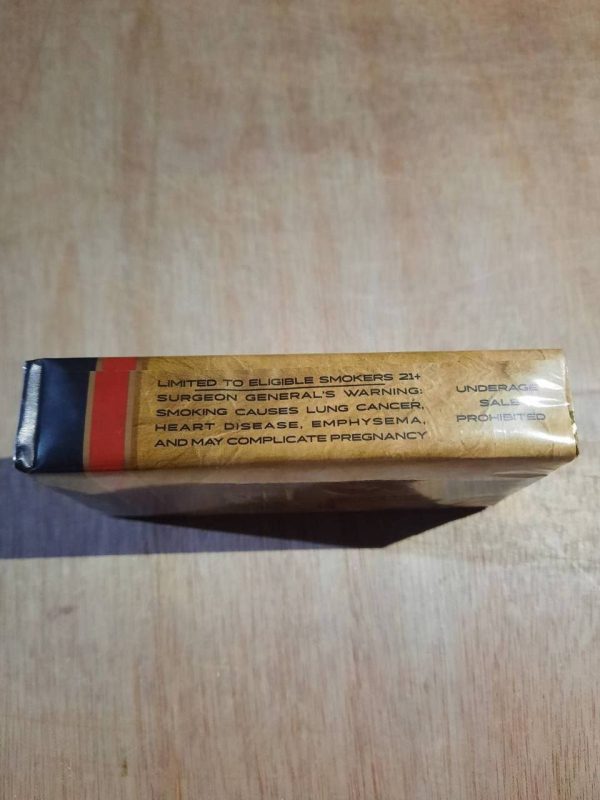 LIMITED TO ELIGIBLE SMOKERS 21+
SURGEON GENERAL'S WARNING:
SMOKING CAUSES LUNG CANCER,
HEART DISEASE, EMPHYSEMA,
AND MAY COMPLICATE PREGNANCY
UNDERAGE
SALE
PROHIBITED